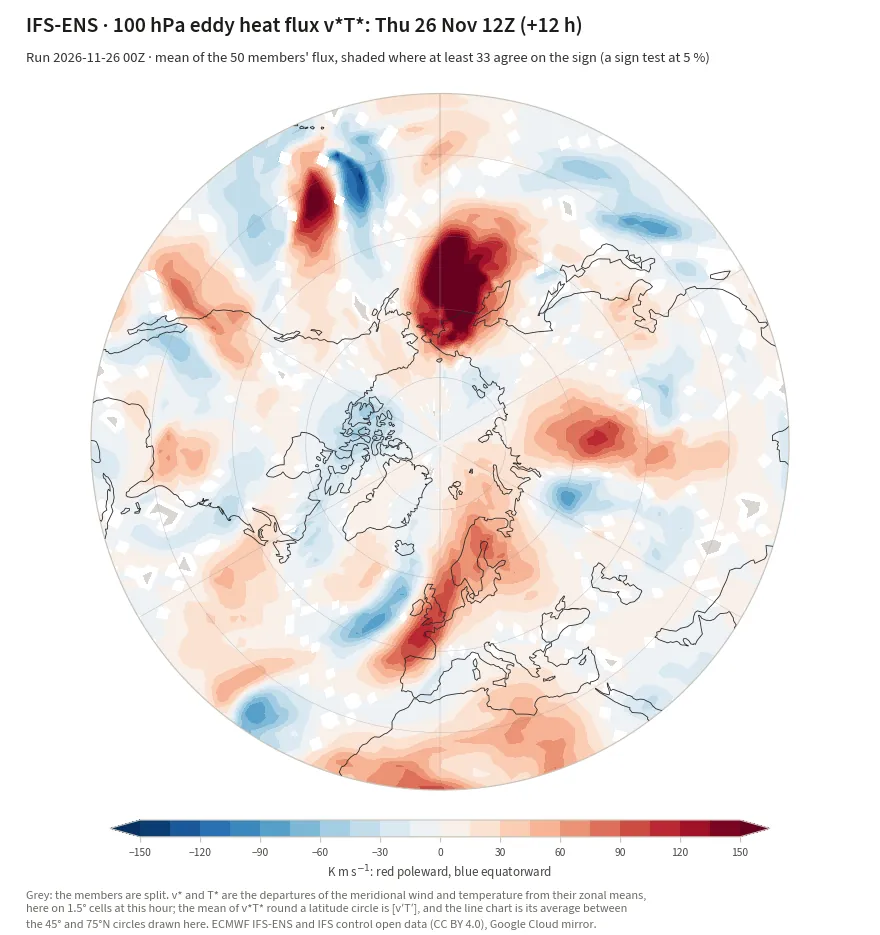 IFS-ENS · 100 hPa eddy heat flux v*T*: Thu 26 Nov 12Z (+12 h)
Run 2026-11-26 00Z · mean of the 50 members' flux, shaded where at least 33 agree on the sign (a sign test at 5 %)
−150 −120 −90 −60 −30 0 30 60 90 120 150
K m s⁻¹: red poleward, blue equatorward
Grey: the members are split. v* and T* are the departures of the meridional wind and temperature from their zonal means,
here on 1.5° cells at this hour; the mean of v*T* round a latitude circle is [v′T′], and the line chart is its average between
the 45° and 75°N circles drawn here. ECMWF IFS-ENS and IFS control open data (CC BY 4.0), Google Cloud mirror.